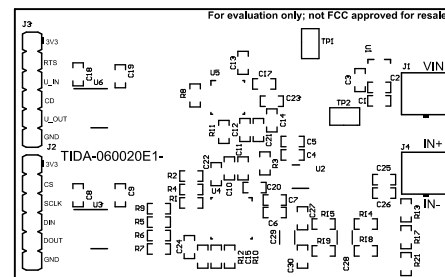 For evaluation only; not FCC approved for resale
J3
3V3
RTS
U_IN
CD
U_OUT
GND
C18
U6
C19
R8
U5
C13
C17
C23
C14
R11
C12
C11
C21
TP1
TP2
U1
C3
C2
C1
J1
VIN
J2
TIDA-060020E1-
3V3
CS
SCLK
DIN
DOUT
GND
C8
U3
C9
R2
R4
R1
R9
R5
R6
R7
C22
U4
C10
C20
R3
C5
C4
U2
C7
C6
C27
C29
C30
C24
R12
C16
R10
R15
R19
R14
R18
C28
C25
C26
J4
IN+
IN-
R13
R17
R21